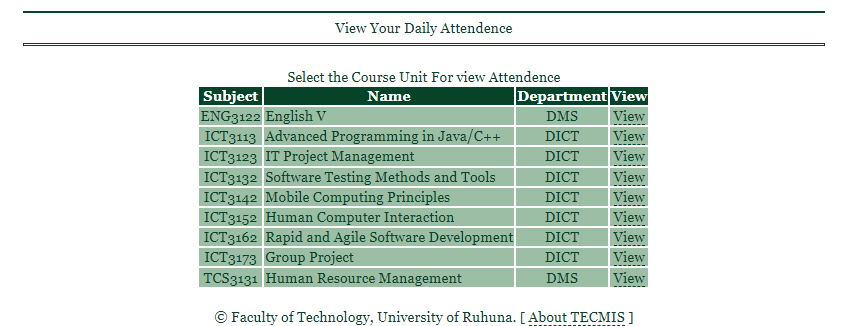 View Your Daily Attendence
Select the Course Unit For view Attendence
Subject Name Department View
ENG3122 English V DMS View
ICT3113 Advanced Programming in Java/C++ DICT View
ICT3123 IT Project Management DICT View
ICT3132 Software Testing Methods and Tools DICT View
ICT3142 Mobile Computing Principles DICT View
ICT3152 Human Computer Interaction DICT View
ICT3162 Rapid and Agile Software Development DICT View
ICT3173 Group Project DICT View
TCS3131 Human Resource Management DMS View
© Faculty of Technology, University of Ruhuna. [ About TECMIS ]